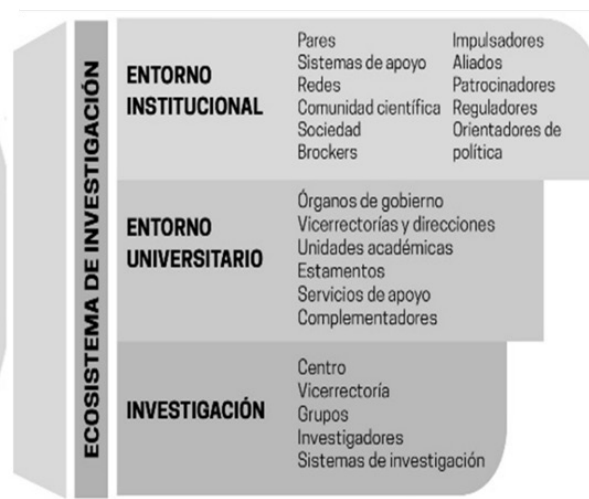 ECOSISTEMA DE INVESTIGACIÓN
ENTORNO
INSTITUCIONAL
Pares
Sistemas de apoyo
Redes
Comunidad científica
Sociedad
Brockers
Impulsadores
Aliados
Patrocinadores
Reguladores
Orientadores de
política
ENTORNO
UNIVERSITARIO
Órganos de gobierno
Vicerrectorías y direcciones
Unidades académicas
Estamentos
Servicios de apoyo
Complementadores
INVESTIGACIÓN
Centro
Vicerrectoría
Grupos
Investigadores
Sistemas de investigación